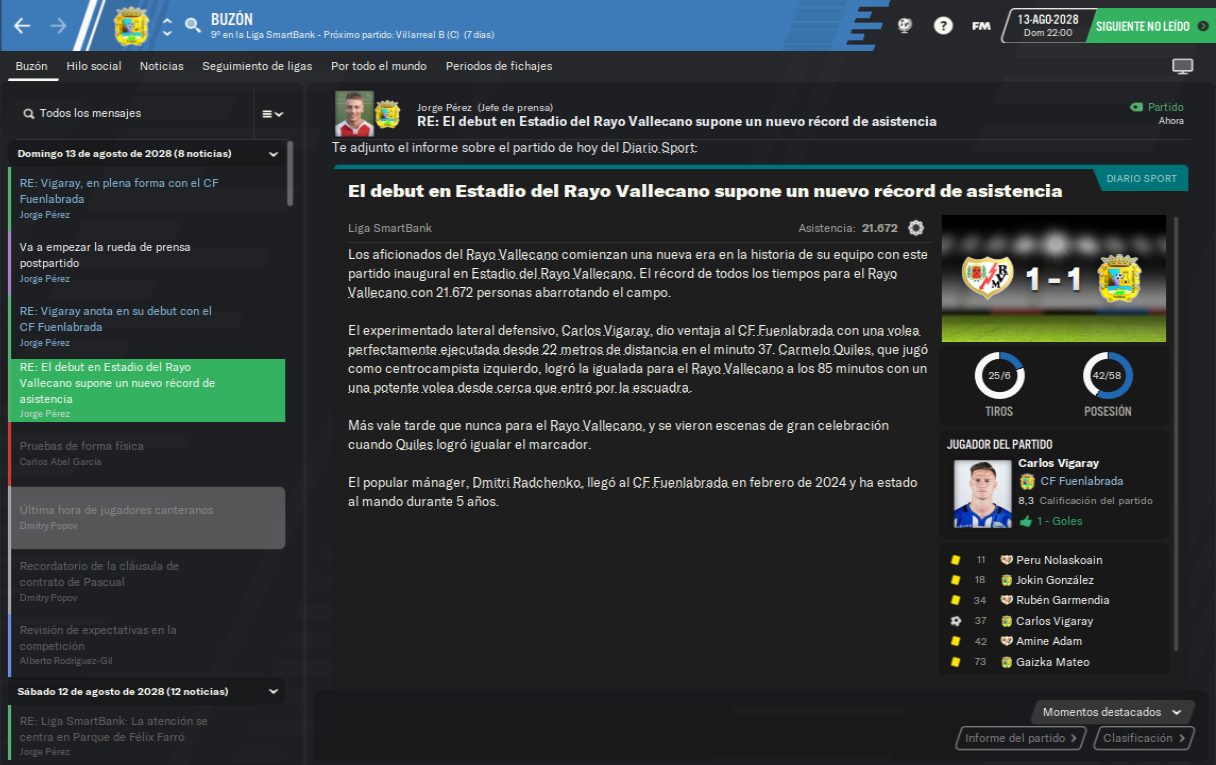 BUZÓN
9º en la Liga SmartBank - Próximo partido: Villarreal B (C) (7 dias)
?
FM
13-AGO-2028
Dom 22:00
SIGUIENTE NO LEÍDO
Buzón Hilo social Noticias Seguimiento de ligas Por todo el mundo Periodos de fichajes
Todos los mensajes
Domingo 13 de agosto de 2028 (8 noticias)
RE: Vigaray, en plena forma con el CF
Fuenlabrada
Jorge Pérez
Va a empezar la rueda de prensa
postpartido
Jorge Pérez
RE: Vigaray anota en su debut con el
CF Fuenlabrada
Jorge Pérez
RE: El debut en Estadio del Rayo
Vallecano supone un nuevo récord de
asistencia
Jorge Pérez
Pruebas de forma física
Carlos Abel García
Última hora de jugadores canteranos
Dmitry Popov
Recordatorio de la cláusula de
contrato de Pascual
Dmitry Popov
Revisión de expectativas en la
competición
Alberto Rodríguez-Gil
Sábado 12 de agosto de 2028 (12 noticias)
RE: Liga SmartBank: La atención se
centra en Parque de Félix Farró
Jorge Pérez
Jorge Pérez (Jefe de prensa)
RE: El debut en Estadio del Rayo Vallecano supone un nuevo récord de asistencia
Partido
Ahora
Te adjunto el informe sobre el partido de hoy del Diario Sport:
DIARIO SPORT
El debut en Estadio del Rayo Vallecano supone un nuevo récord de asistencia
Liga SmartBank
Asistencia: 21.672
Los aficionados del Rayo Vallecano comienzan una nueva era en la historia de su equipo con este
partido inaugural en Estadio del Rayo Vallecano. El récord de todos los tiempos para el Rayo
Vallecano con 21.672 personas abarrotando el campo.
El experimentado lateral defensivo, Carlos Vigaray, dio ventaja al CF Fuenlabrada con una volea
perfectamente ejecutada desde 22 metros de distancia en el minuto 37. Carmelo Quiles, que jugó
como centrocampista izquierdo, logró la igualada para el Rayo Vallecano a los 85 minutos con un
una potente volea desde cerca que entró por la escuadra.
Más vale tarde que nunca para el Rayo Vallecano, y se vieron escenas de gran celebración
cuando Quiles logró igualar el marcador.
El popular mánager, Dmitri Radchenko, llegó al CF Fuenlabrada en febrero de 2024 y ha estado
al mando durante 5 años.
1 - 1
25/6
TIROS
42/58
POSESIÓN
JUGADOR DEL PARTIDO
Carlos Vigaray
CF Fuenlabrada
8,3 Calificación del partido
1 - Goles
11 Peru Nolaskoain
18 Jokin González
34 Rubén Garmendia
37 Carlos Vigaray
42 Amine Adam
73 Gaizka Mateo
Momentos destacados
Informe del partido
Clasificación